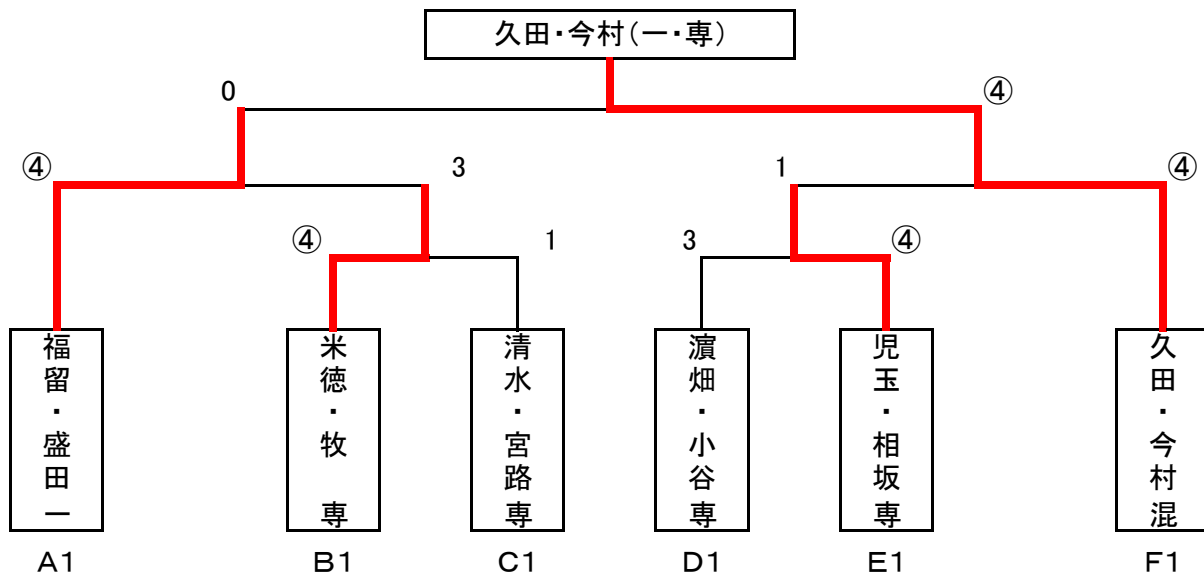 久田・今村(一・専)
0
④
④
3
1
④
④
1
3
④
福留・盛田一
米徳・牧　専
清水・宮路専
濵畑・小谷専
児玉・相坂専
久田・今村混
A1
B1
C1
D1
E1
F1